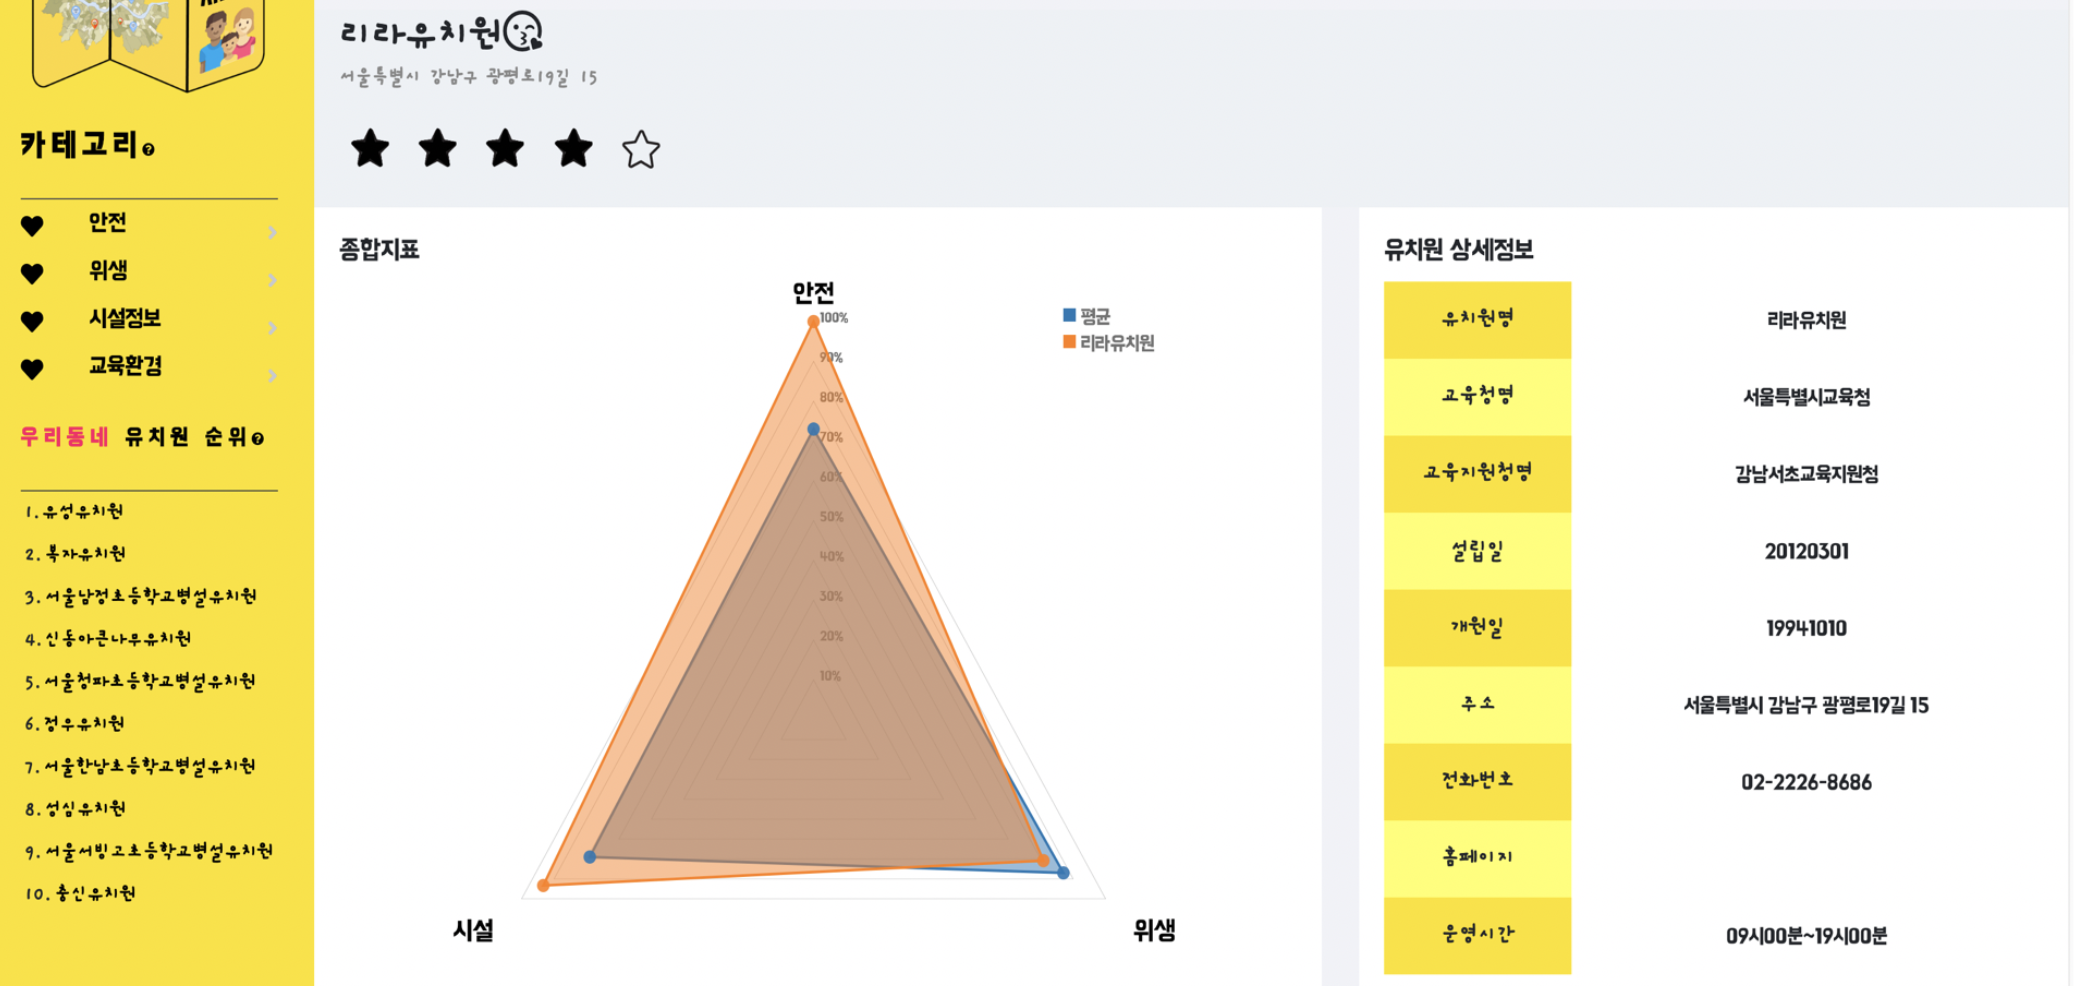 카테고리
안전
위생
시설정보
교육환경
우리동네 유치원 순위
1. 유성유치원
2. 복자유치원
3. 서울남정초등학교병설유치원
4. 신동아큰나무유치원
5. 서울청파초등학교병설유치원
6. 정우유치원
7. 서울한남초등학교병설유치원
8. 성심유치원
9. 서울서빙고초등학교병설유치원
10. 충신유치원
리라유치원
서울특별시 강남구 광평로19길 15
종합지표
안전
100%
90%
80%
70%
60%
50%
40%
30%
20%
10%
평균
리라유치원
시설
위생
유치원 상세정보
유치원명 리라유치원
교육청명 서울특별시교육청
교육지원청명 강남서초교육지원청
설립일 20120301
개원일 19941010
주소 서울특별시 강남구 광평로19길 15
전화번호 02-2226-8686
홈페이지
운영시간 09시00분~19시00분